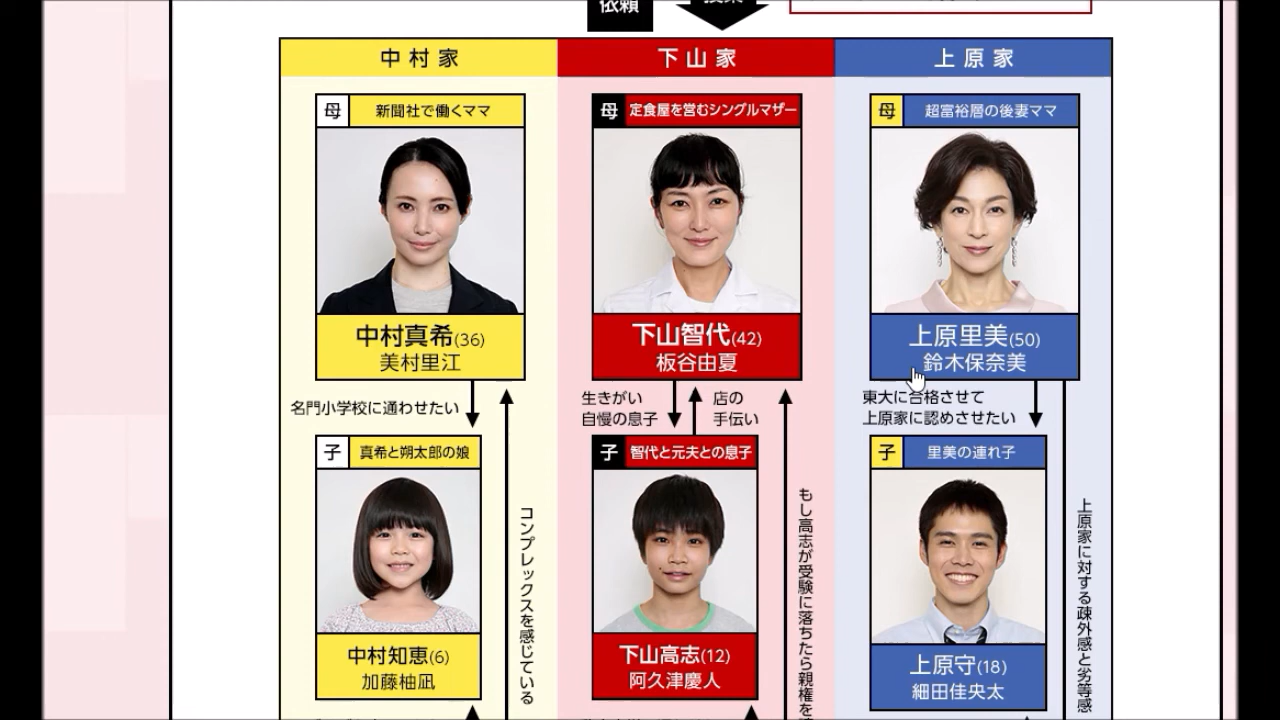 依頼
中村家
下山家
上原家
母 新聞社で働くママ
母 定食屋を営むシングルマザー
母 超富裕層の後妻ママ
中村真希(36)
美村里江
下山智代(42)
板谷由夏
上原里美(50)
鈴木保奈美
名門小学校に通わせたい
生きがい
自慢の息子
店の
手伝い
東大に合格させて
上原家に認めさせたい
子 真希と朔太郎の娘
子 智代と元夫との息子
子 里美の連れ子
コンプレックスを感じている
もし高志が受験に落ちたら親権を
上原家に対する疎外感と劣等感
中村知恵(6)
加藤柚凪
下山高志(12)
阿久津慶人
上原守(18)
細田佳央太